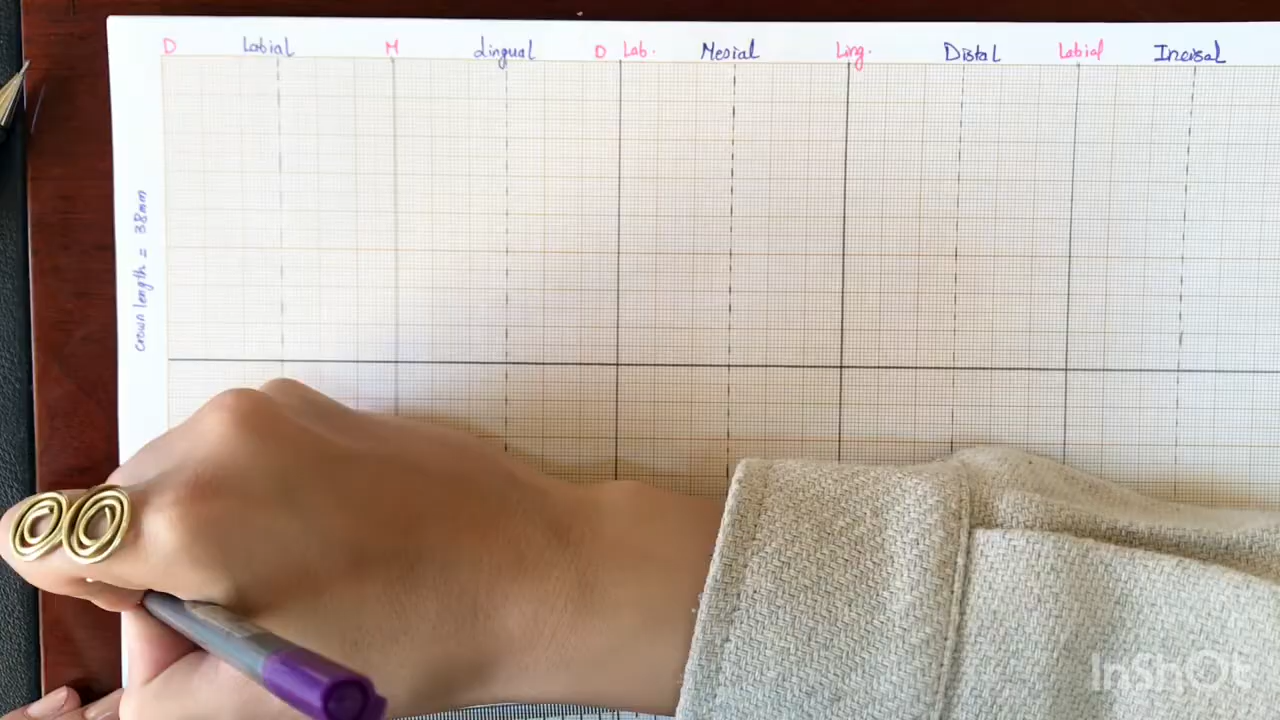 D Labial M Lingual D Lab. Mesial Ling. Distal Labial Incisal
Crown length = 38mm
InShOt